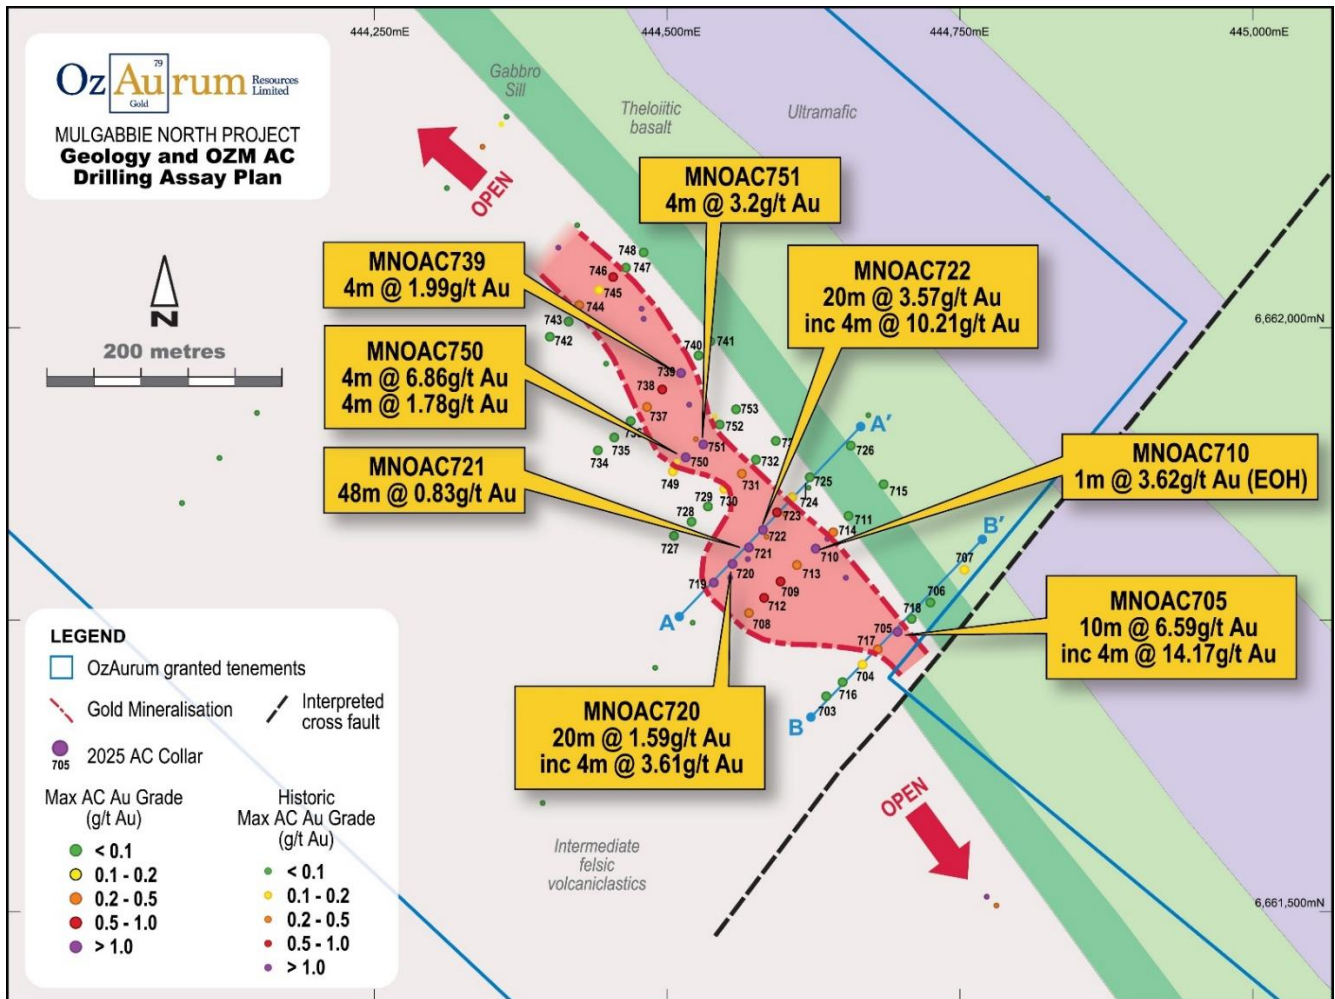 444,250mE
444,500mE
444,750mE
445,000mE
79
OzAurum Resources
Gold Limited
MULGABBIE NORTH PROJECT
Geology and OZM AC
Drilling Assay Plan
Gabbro
Sill
Theloiitic
basalt
Ultramafic
OPEN
N
200 metres
6,662,000mN
6,661,500mN
MNOAC751
4m @ 3.2g/t Au
MNOAC739
4m @ 1.99g/t Au
MNOAC722
20m @ 3.57g/t Au
inc 4m @ 10.21g/t Au
MNOAC750
4m @ 6.86g/t Au
4m @ 1.78g/t Au
MNOAC721
48m @ 0.83g/t Au
MNOAC710
1m @ 3.62g/t Au (EOH)
MNOAC705
10m @ 6.59g/t Au
inc 4m @ 14.17g/t Au
MNOAC720
20m @ 1.59g/t Au
inc 4m @ 3.61g/t Au
748
747
746
745
744
743
742
741
740
739
738
737
735
734
753
752
751
750
749
732
731
730
729
728
727
726
725
724
723
722
721
720
719
715
711
714
710
713
709
712
708
707
706
718
705
717
704
716
703
A
A'
B
B'
OPEN
Intermediate
felsic
volcaniclastics
LEGEND
OzAurum granted tenements
Gold Mineralisation
Interpreted
cross fault
705
2025 AC Collar
Max AC Au Grade
(g/t Au)
< 0.1
0.1 - 0.2
0.2 - 0.5
0.5 - 1.0
> 1.0
Historic
Max AC Au Grade
(g/t Au)
< 0.1
0.1 - 0.2
0.2 - 0.5
0.5 - 1.0
> 1.0